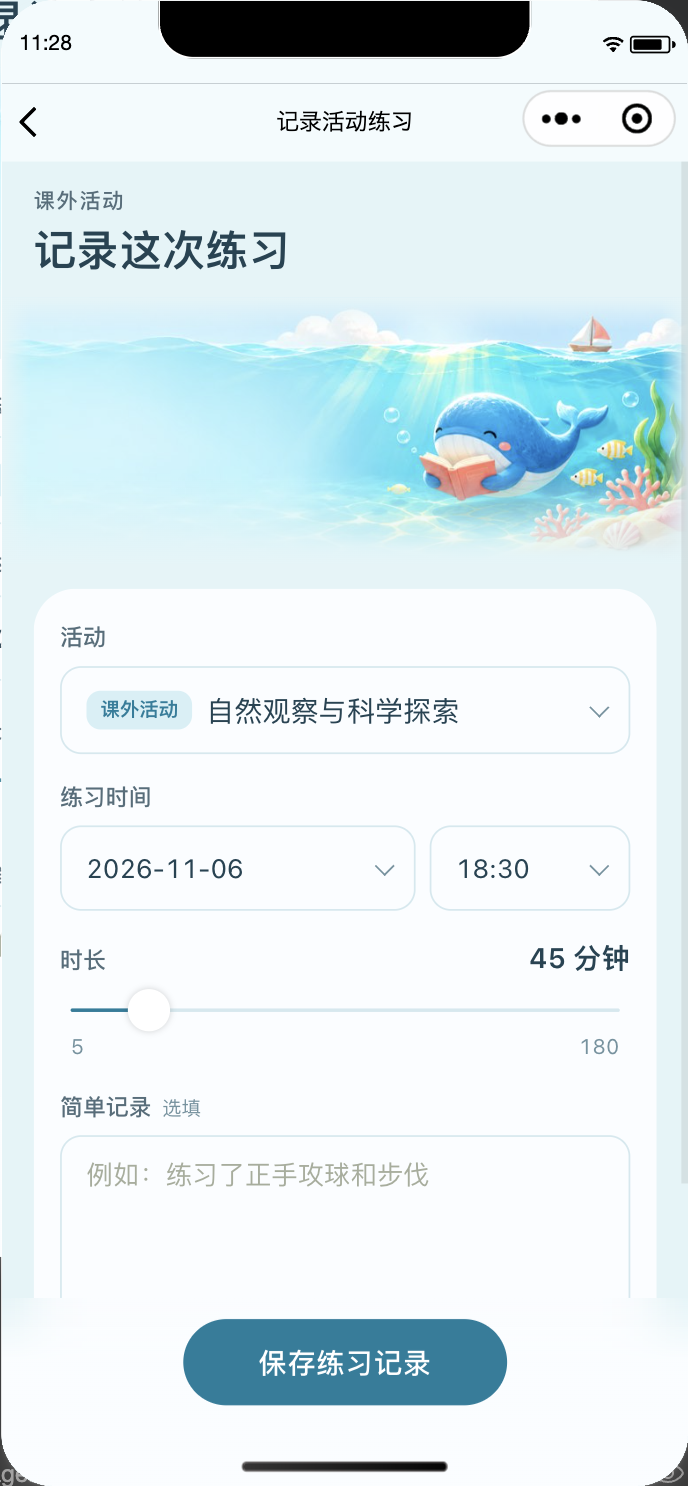 11:28
记录活动练习
课外活动
记录这次练习
活动
课外活动 自然观察与科学探索
练习时间
2026-11-06 18:30
时长 45 分钟
5 180
简单记录 选填
例如：练习了正手攻球和步伐
保存练习记录